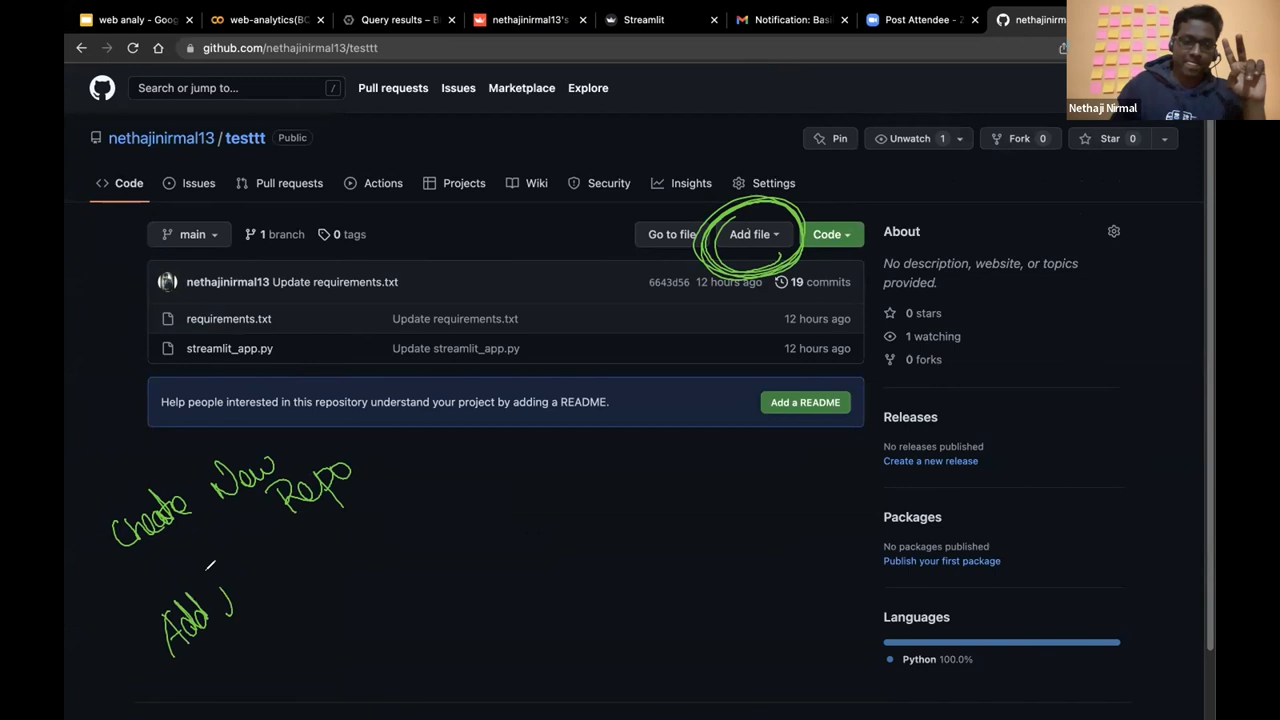 web analy - Goog
web-analytics(BC
Query results – B
nethajinirmal13's
Streamlit
Notification: Basi
Post Attendee - Z
nethajinirm
github.com/nethajinirmal13/testtt
Nethaji Nirmal
Search or jump to... /
Pull requests Issues Marketplace Explore
nethajinirmal13 / testtt Public
Pin Unwatch 1 Fork 0 Star 0
Code Issues Pull requests Actions Projects Wiki Security Insights Settings
main 1 branch 0 tags Go to file Add file Code
nethajinirmal13 Update requirements.txt 6643d56 12 hours ago 19 commits
requirements.txt Update requirements.txt 12 hours ago
streamlit_app.py Update streamlit_app.py 12 hours ago
Help people interested in this repository understand your project by adding a README. Add a README
About
No description, website, or topics
provided.
0 stars
1 watching
0 forks
Releases
No releases published
Create a new release
Packages
No packages published
Publish your first package
Languages
Python 100.0%
Create New Repo
Add